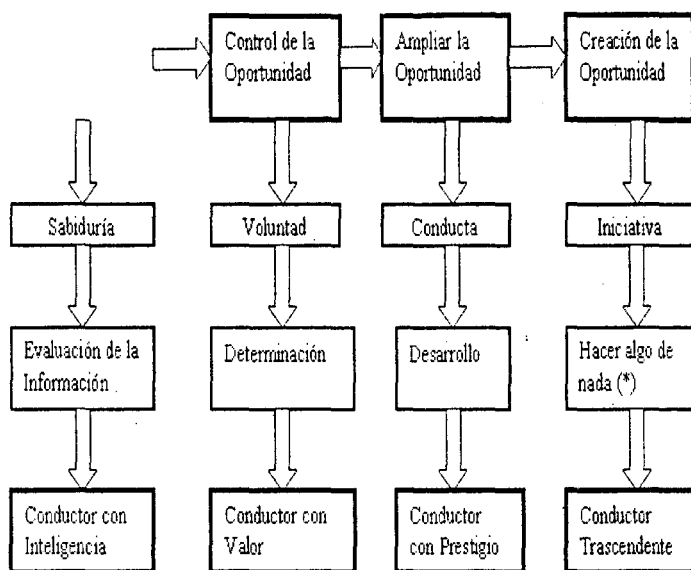 Control de la
Oportunidad
Ampliar la
Oportunidad
Creación de la
Oportunidad
Sabiduría
Voluntad
Conducta
Iniciativa
Evaluación de la
Información
Determinación
Desarrollo
Hacer algo de
nada (*)
Conductor con
Inteligencia
Conductor con
Valor
Conductor
con Prestigio
Conductor
Trascendente